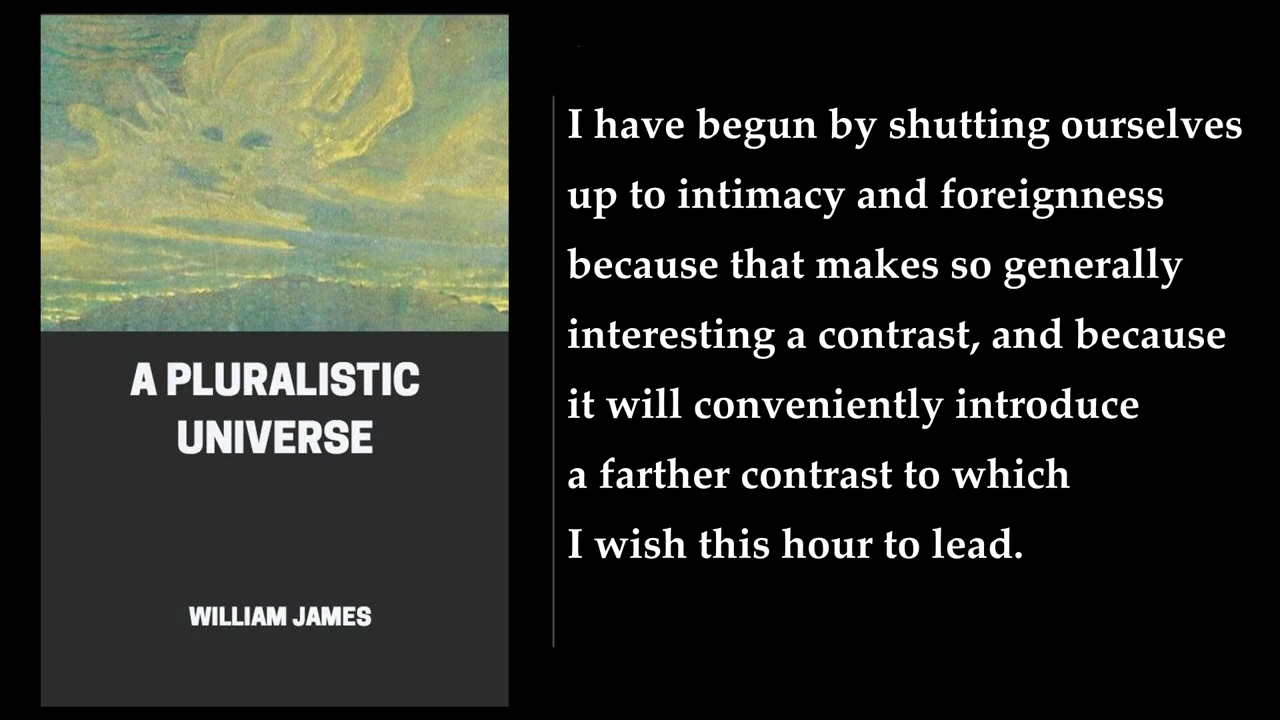 A PLURALISTIC
UNIVERSE
WILLIAM JAMES
I have begun by shutting ourselves
up to intimacy and foreignness
because that makes so generally
interesting a contrast, and because
it will conveniently introduce
a farther contrast to which
I wish this hour to lead.